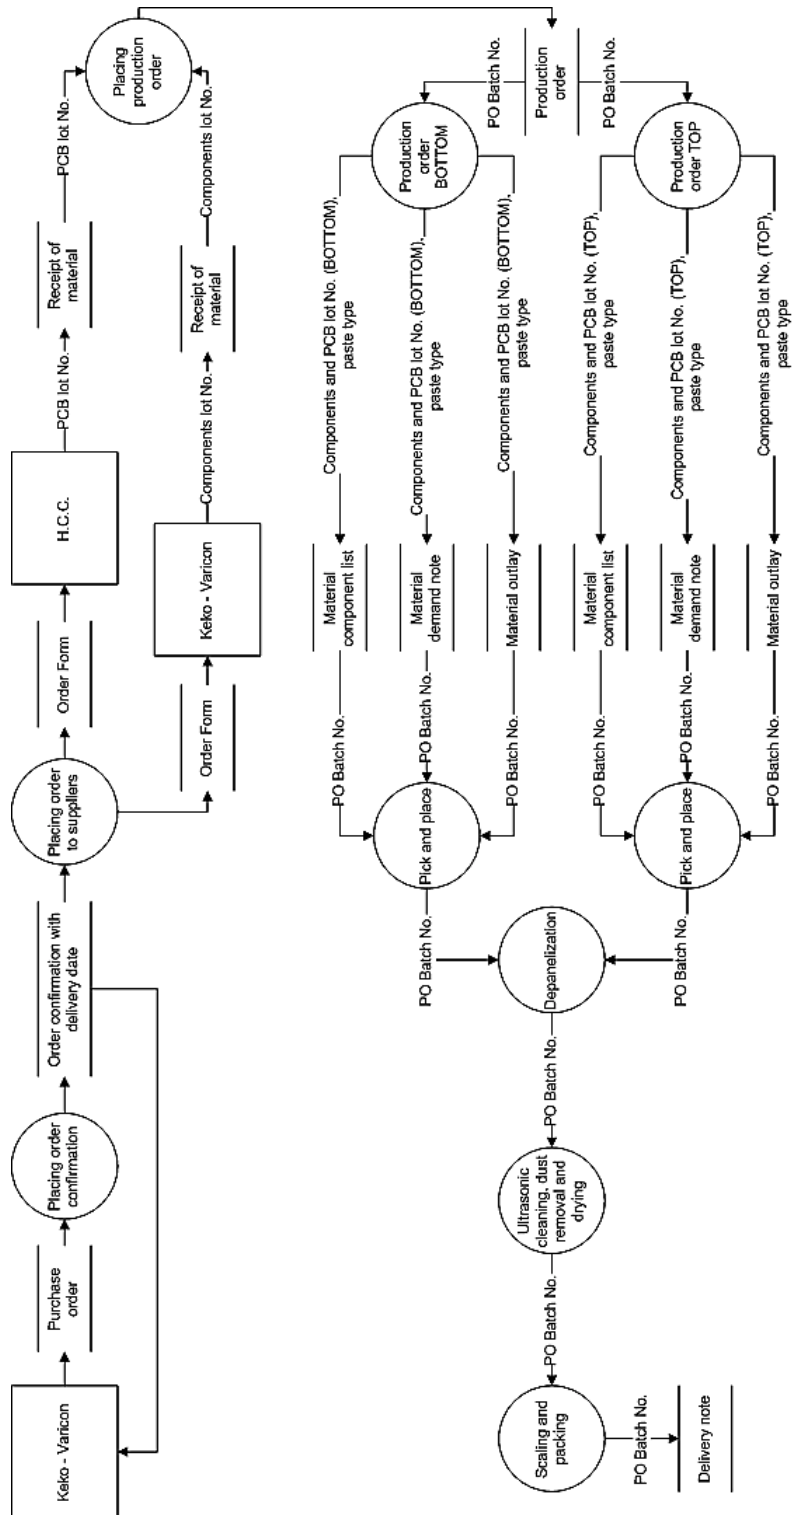 Keko - Varicon
Purchase
order
Placing order
confirmation
Order confirmation with
delivery date
Placing order
to suppliers
Order Form
H.C.C.
PCB lot No.
Receipt of
material
PCB lot No.
Placing
production
order
Order Form
Keko - Varicon
Components lot No.
Receipt of
material
Components lot No.
Production
order
PO Batch No.
PO Batch No.
Production
order
BOTTOM
Components and PCB lot No. (BOTTOM),
paste type
Components and PCB lot No. (BOTTOM),
paste type
Components and PCB lot No. (BOTTOM),
paste type
Material
component list
Material
demand note
Material outlay
PO Batch No.
PO Batch No.
PO Batch No.
Pick and place
PO Batch No.
Production
order TOP
Components and PCB lot No. (TOP),
paste type
Components and PCB lot No. (TOP),
paste type
Components and PCB lot No. (TOP),
paste type
Material
component list
Material
demand note
Material outlay
PO Batch No.
PO Batch No.
PO Batch No.
Pick and place
PO Batch No.
Depanelization
PO Batch No.
Ultrasonic
cleaning, dust
removal and
drying
PO Batch No.
Scaling and
packing
PO Batch No.
Delivery note